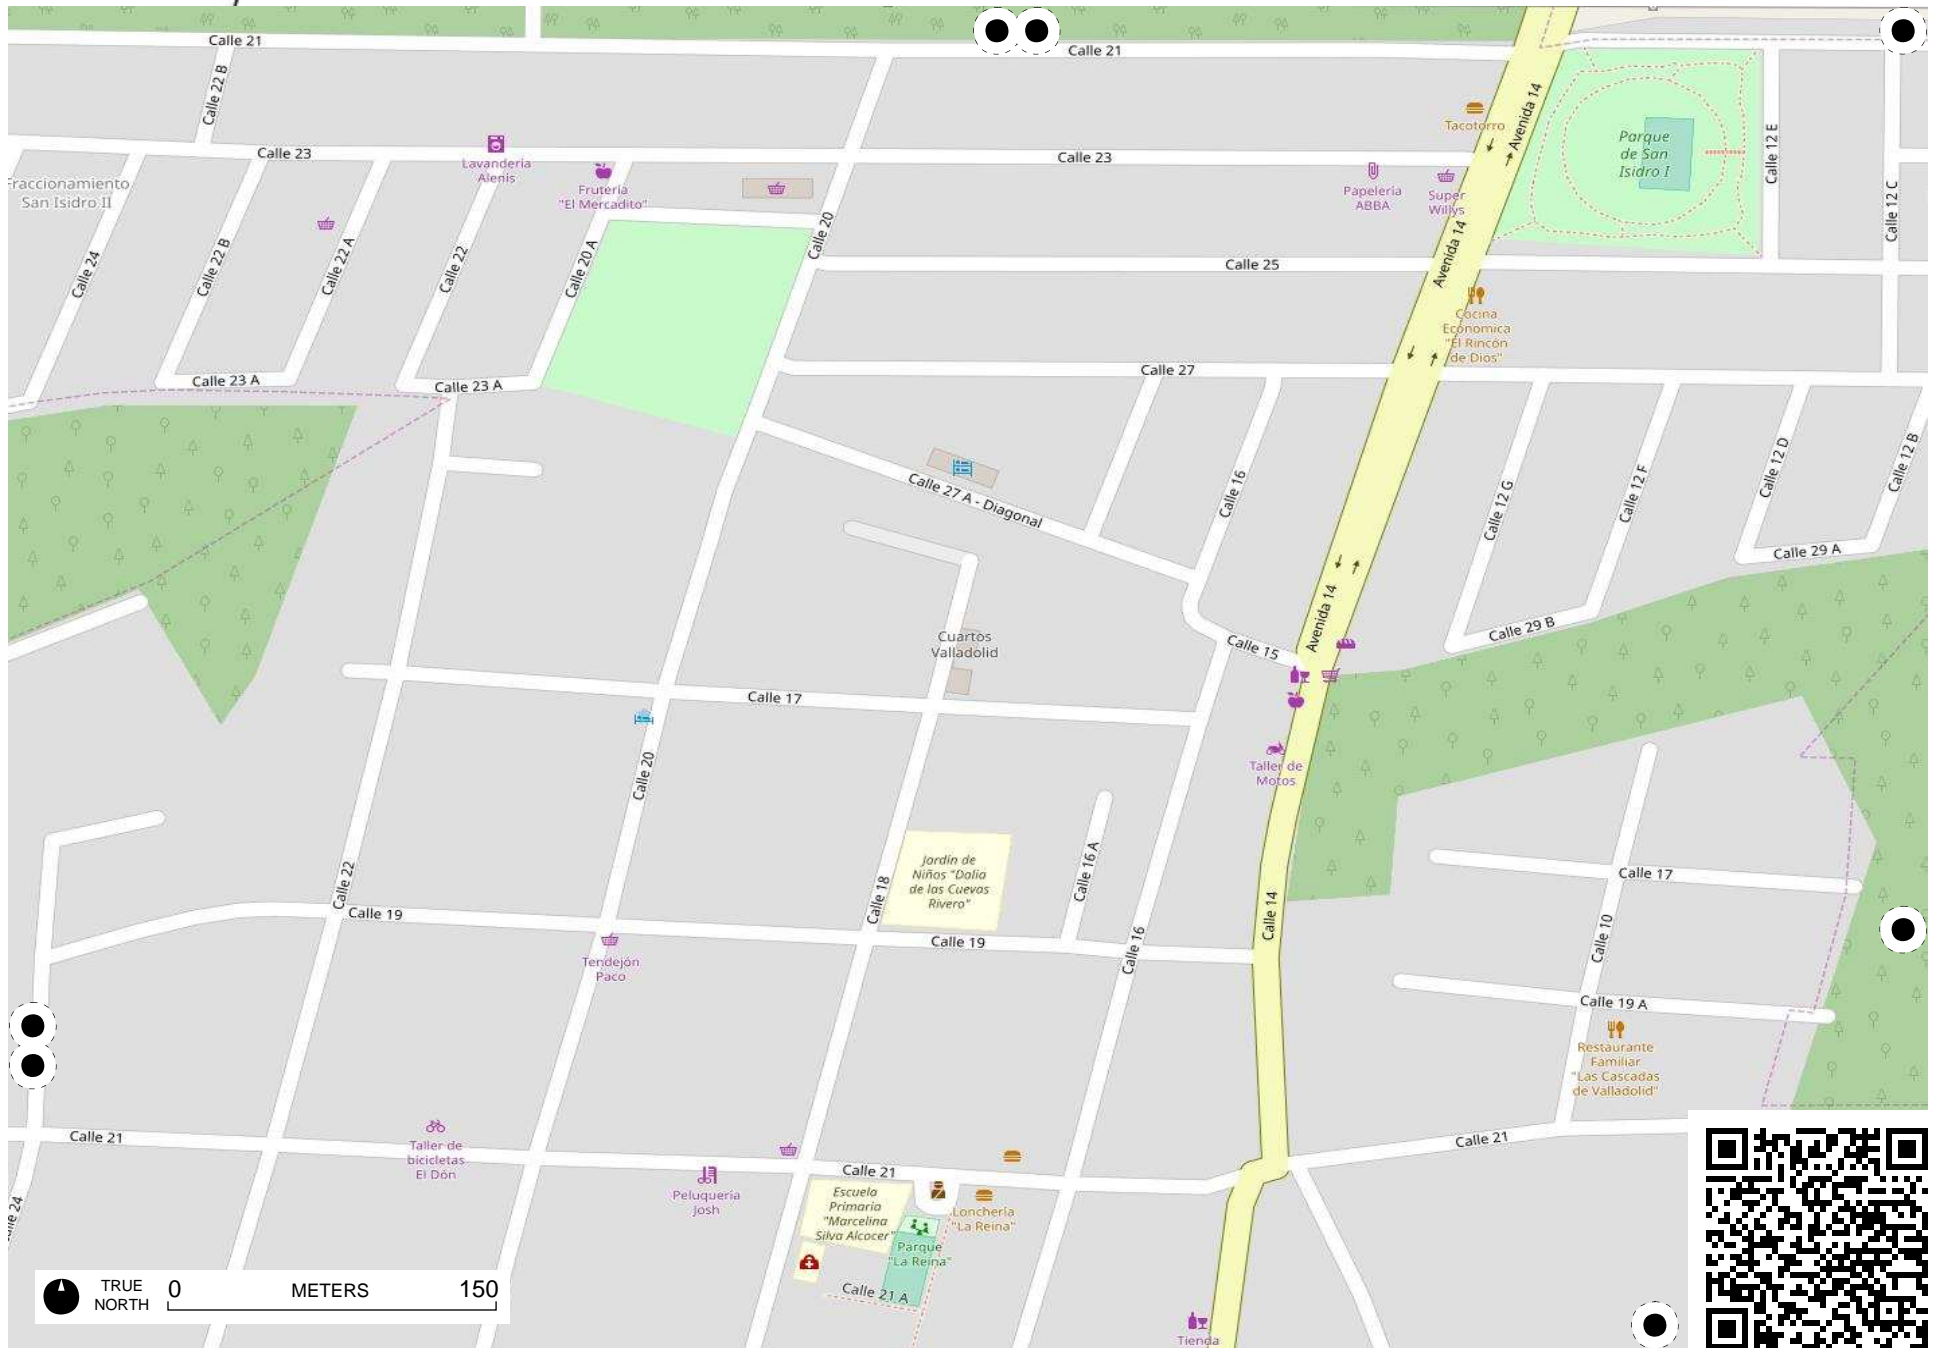 Calle 21
Calle 21
Calle 22 B
Avenida 14
Tacotorro
Parque
de San
Isidro I
Calle 12 E
Calle 12 C
Calle 23
Calle 23
Lavandería
Alenis
Frutería
"El Mercadito"
Papelería
ABBA
Super
Willys
Fraccionamiento
San Isidro II
Calle 24
Calle 22 B
Calle 22 A
Calle 22
Calle 20 A
Calle 20
Calle 25
Avenida 14
Cocina
Económica
"El Rincón
de Dios"
Calle 23 A
Calle 23 A
Calle 27
Calle 27 A - Diagonal
Calle 16
Calle 12 G
Calle 12 F
Calle 12 D
Calle 12 B
Calle 29 A
Calle 29 B
Avenida 14
Calle 15
Cuartos
Valladolid
Calle 17
Calle 20
Taller de
Motos
Calle 22
Calle 18
Jardín de
Niños "Dalia
de las Cuevas
Rivero"
Calle 16 A
Calle 14
Calle 17
Calle 10
Calle 19
Calle 19
Calle 16
Tendejón
Paco
Calle 19 A
Restaurante
Familiar
"Las Cascadas
de Valladolid"
Calle 21
Taller de
bicicletas
El Dón
Peluquería
Josh
Calle 21
Calle 21
Escuela
Primaria
"Marcelina
Silva Alcocer"
Lonchería
"La Reina"
Parque
"La Reina"
Calle 21 A
Calle 24
Tienda
TRUE
NORTH
0 METERS 150